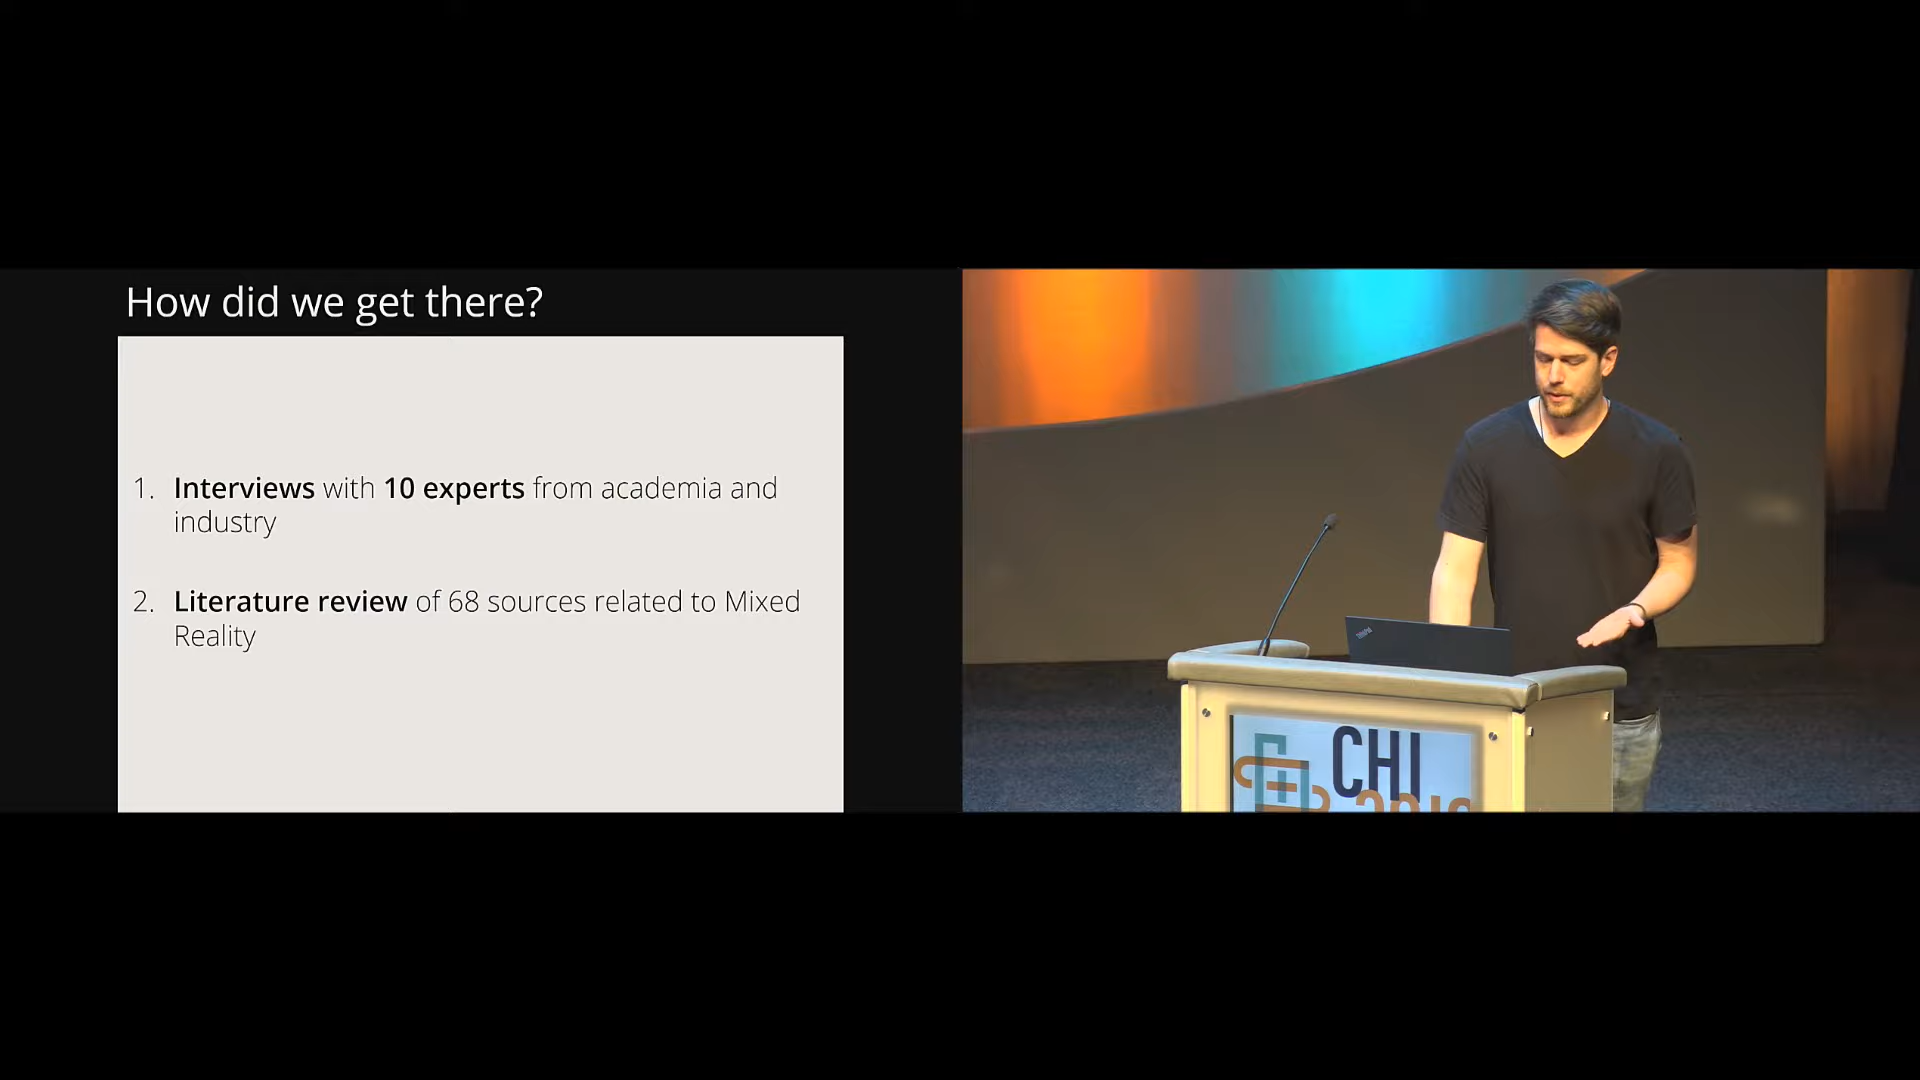 How did we get there?
1. Interviews with 10 experts from academia and
industry
2. Literature review of 68 sources related to Mixed
Reality
ThinkPad
CHI